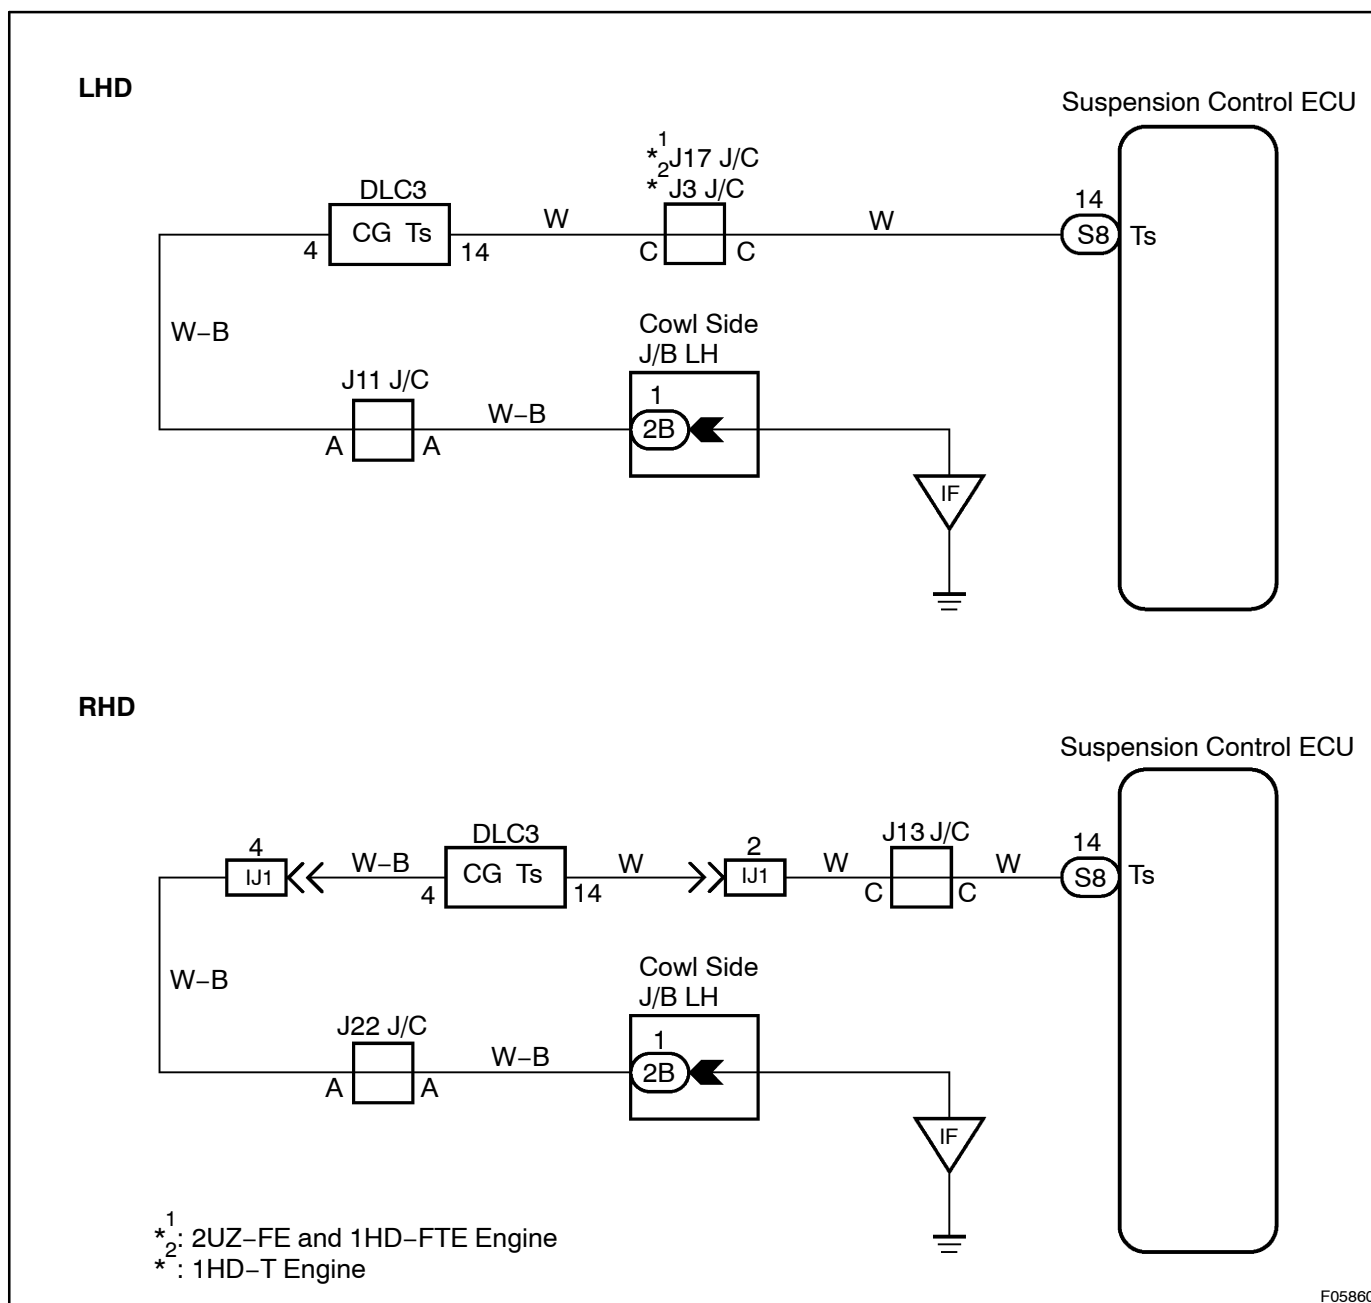 LHD
Suspension Control ECU
*1 J17 J/C
*2 J3 J/C
DLC3
14
CG Ts
W
W
S8
Ts
4
14
C
C
W–B
Cowl Side
J/B LH
J11 J/C
1
W–B
2B
A
A
IF
RHD
Suspension Control ECU
4
DLC3
2
J13 J/C
14
IJ1
W–B
CG Ts
W
IJ1
W
W
S8
Ts
4
14
C
C
W–B
Cowl Side
J/B LH
J22 J/C
1
W–B
2B
A
A
IF
*1: 2UZ–FE and 1HD–FTE Engine
*2: 1HD–T Engine
F05860